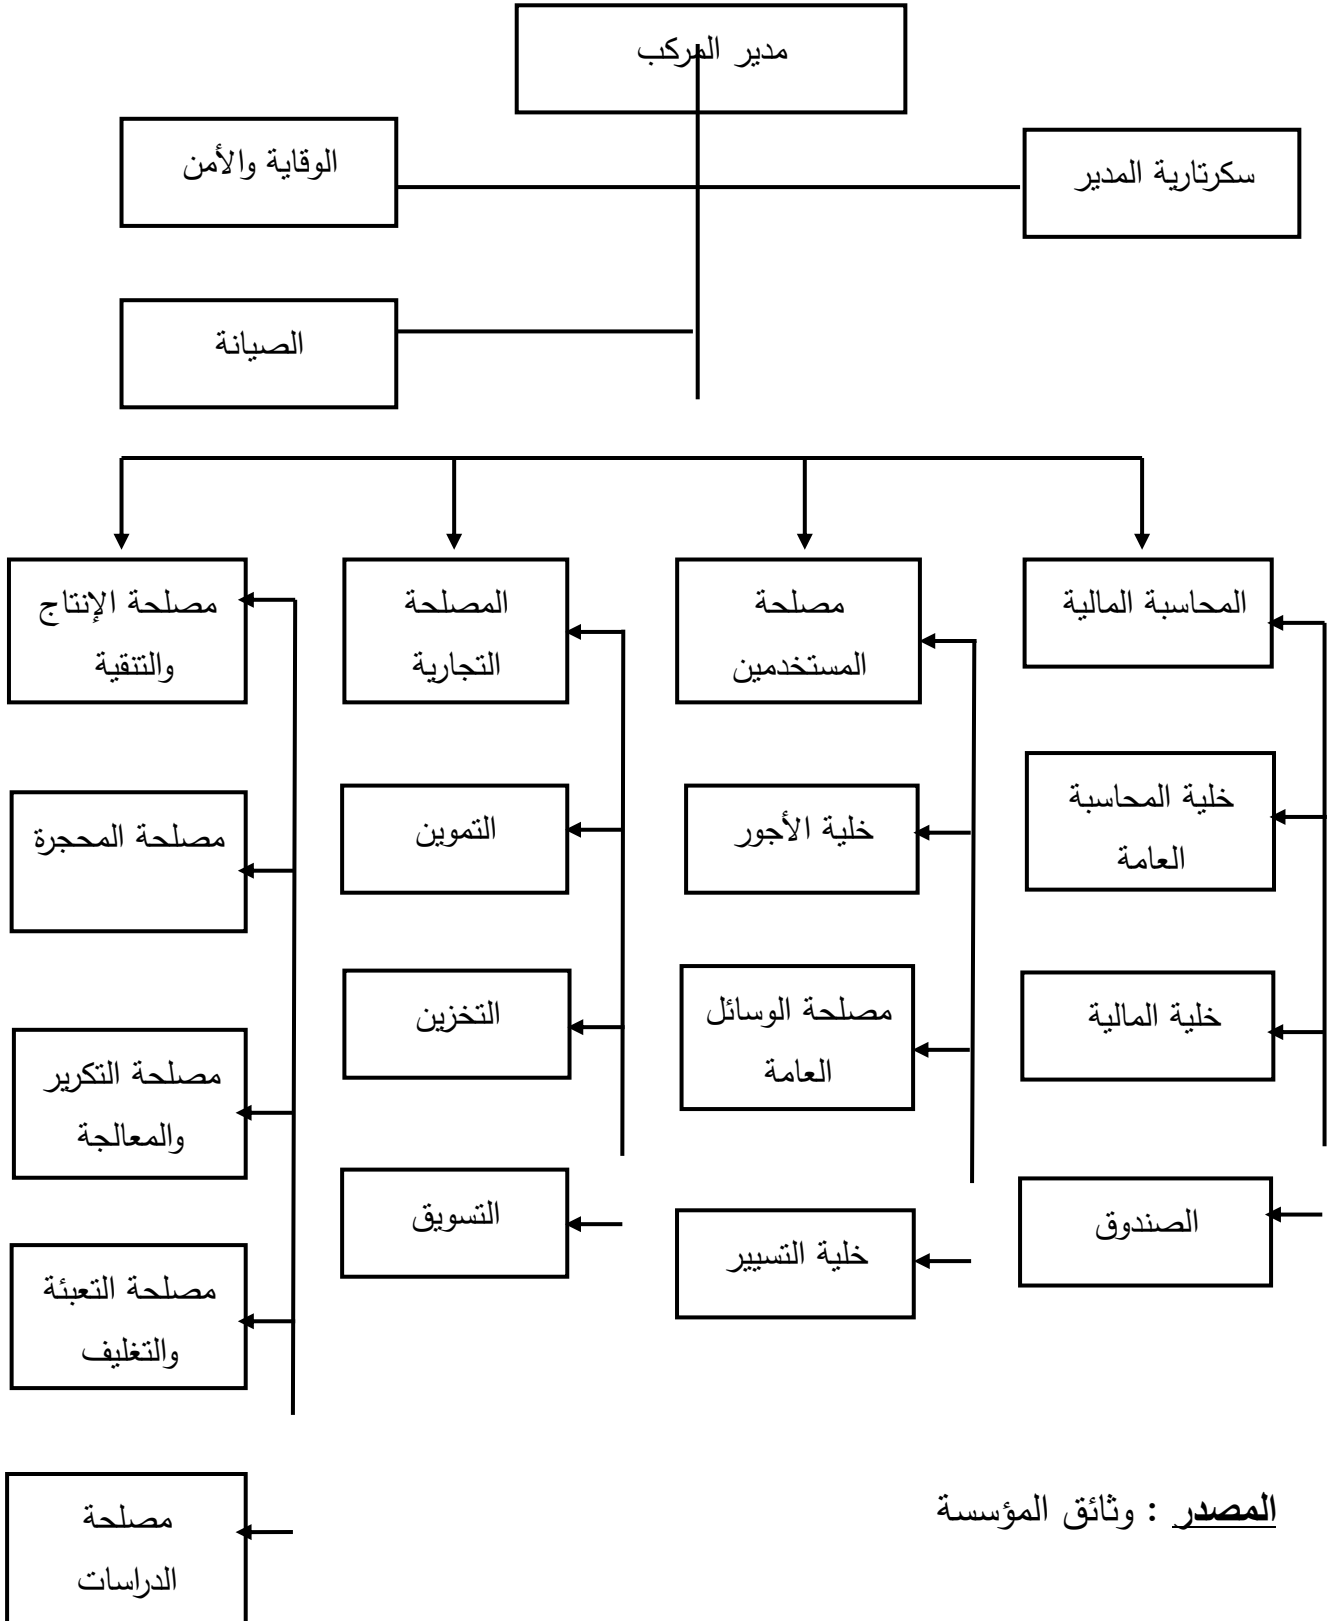 مدير المركب
سكرتارية المدير
الوقاية والأمن
الصيانة
المحاسبة المالية
مصلحة
المستخدمين
المصلحة
التجارية
مصلحة الإنتاج
والتنقية
خلية المحاسبة
العامة
خلية الأجور
التموين
مصلحة المحجرة
خلية المالية
مصلحة الوسائل
العامة
التخزين
مصلحة التكرير
والمعالجة
الصندوق
خلية التسيير
التسويق
مصلحة التعبئة
والتغليف
مصلحة
الدراسات
المصدر : وثائق المؤسسة